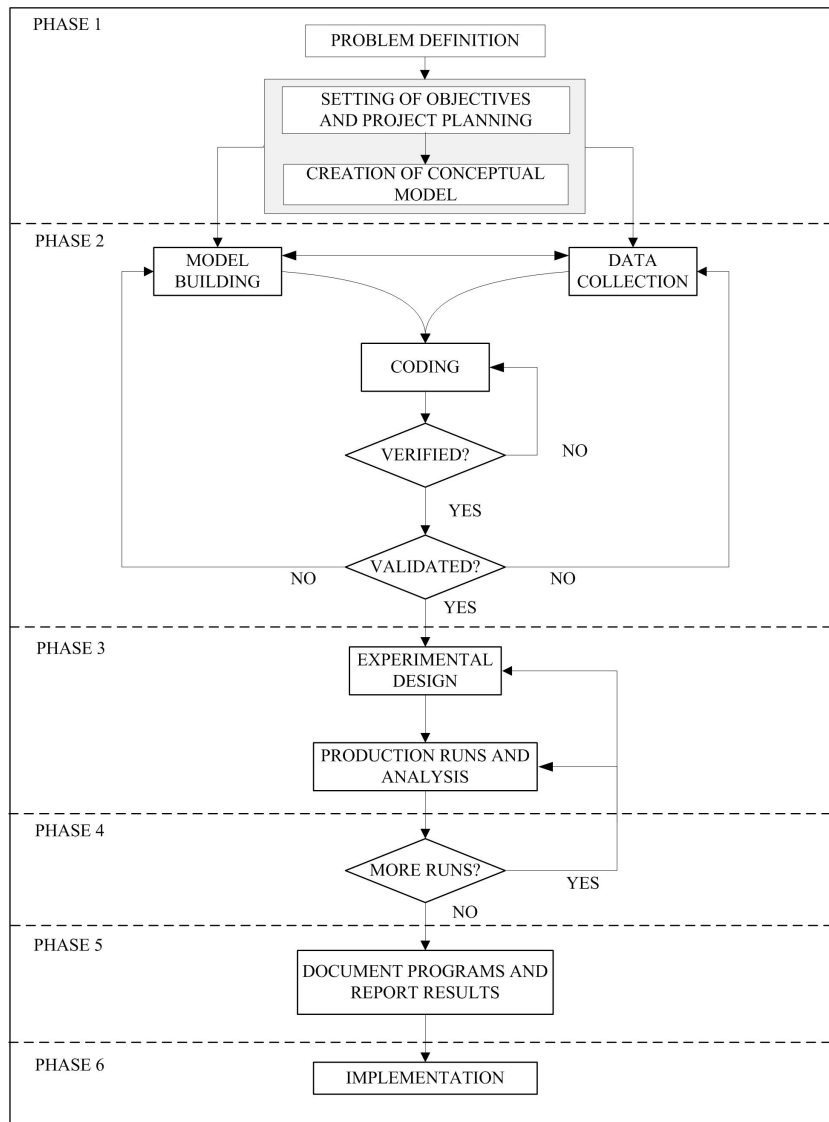 PHASE 1
PROBLEM DEFINITION
SETTING OF OBJECTIVES
AND PROJECT PLANNING
CREATION OF CONCEPTUAL
MODEL
PHASE 2
MODEL
BUILDING
DATA
COLLECTION
CODING
VERIFIED?
NO
YES
VALIDATED?
NO
NO
YES
PHASE 3
EXPERIMENTAL
DESIGN
PRODUCTION RUNS AND
ANALYSIS
PHASE 4
MORE RUNS?
YES
NO
PHASE 5
DOCUMENT PROGRAMS AND
REPORT RESULTS
PHASE 6
IMPLEMENTATION